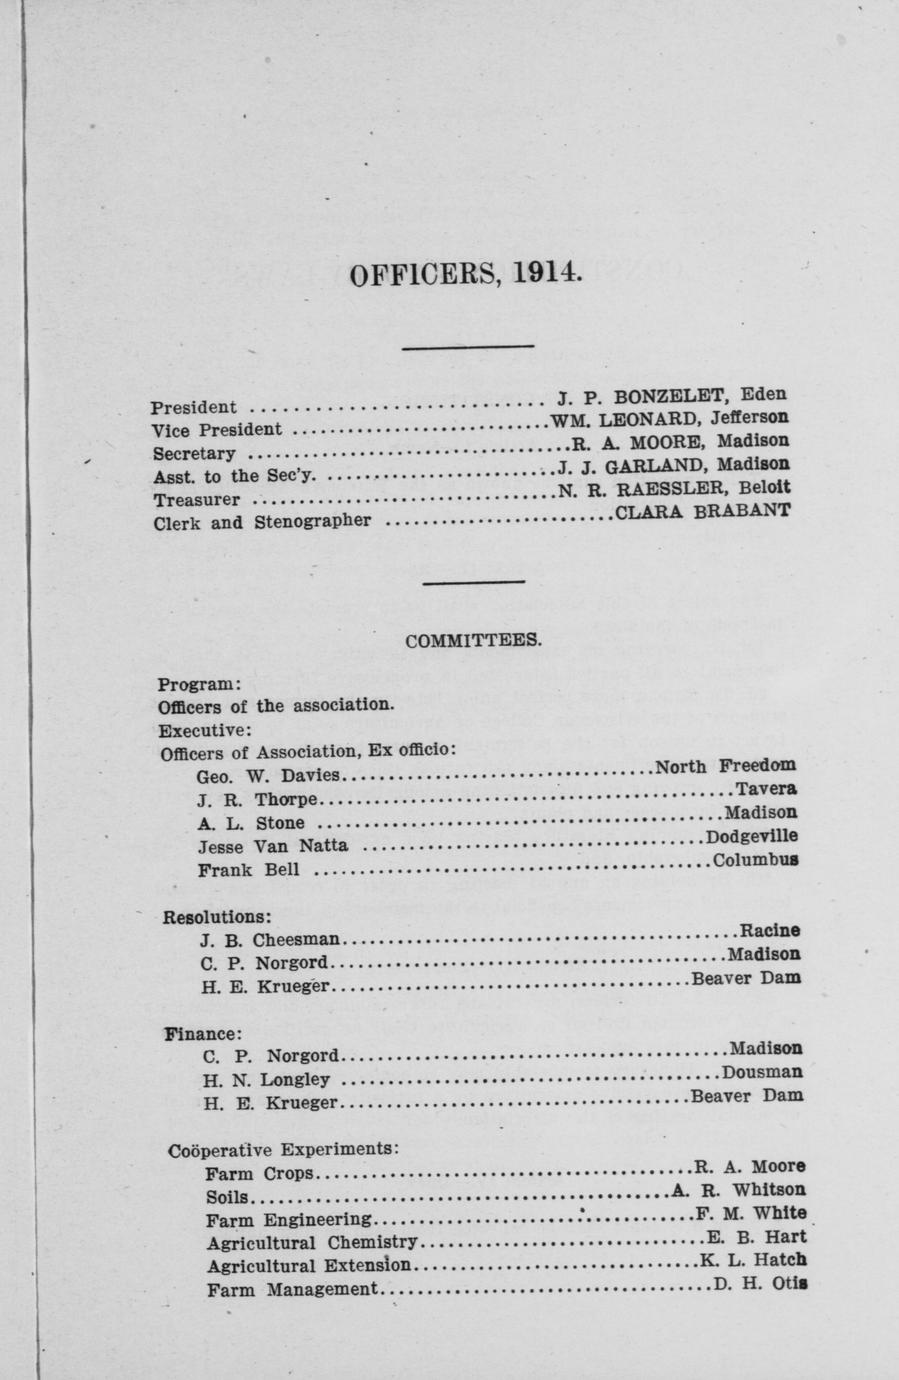 OFFICERS, 1914.
President ............................ J. P. BONZELET, Eden
Vice President ............................WM. LEONARD, Jefferson
Secretary ..................................R. A. MOORE, Madison
Asst. to the Sec'y. .........................J. J. GARLAND, Madison
Treasurer .................................N. R. RAESSLER, Beloit
Clerk and Stenographer .........................CLARA BRABANT
COMMITTEES.
Program:
Officers of the association.
Executive:
Officers of Association, Ex officio:
Geo. W. Davies..................................North Freedom
J. R. Thorpe.............................................Tavera
A. L. Stone ............................................Madison
Jesse Van Natta .....................................Dodgeville
Frank Bell ...........................................Columbus
Resolutions:
J. B. Cheesman...........................................Racine
C. P. Norgord...........................................Madison
H. E. Krueger.......................................Beaver Dam
Finance:
C. P. Norgord..........................................Madison
H. N. Longley .........................................Dousman
H. E. Krueger......................................Beaver Dam
Coöperative Experiments:
Farm Crops.........................................R. A. Moore
Soils..............................................A. R. Whitson
Farm Engineering...................................F. M. White
Agricultural Chemistry...............................E. B. Hart
Agricultural Extension...............................K. L. Hatch
Farm Management....................................D. H. Otis